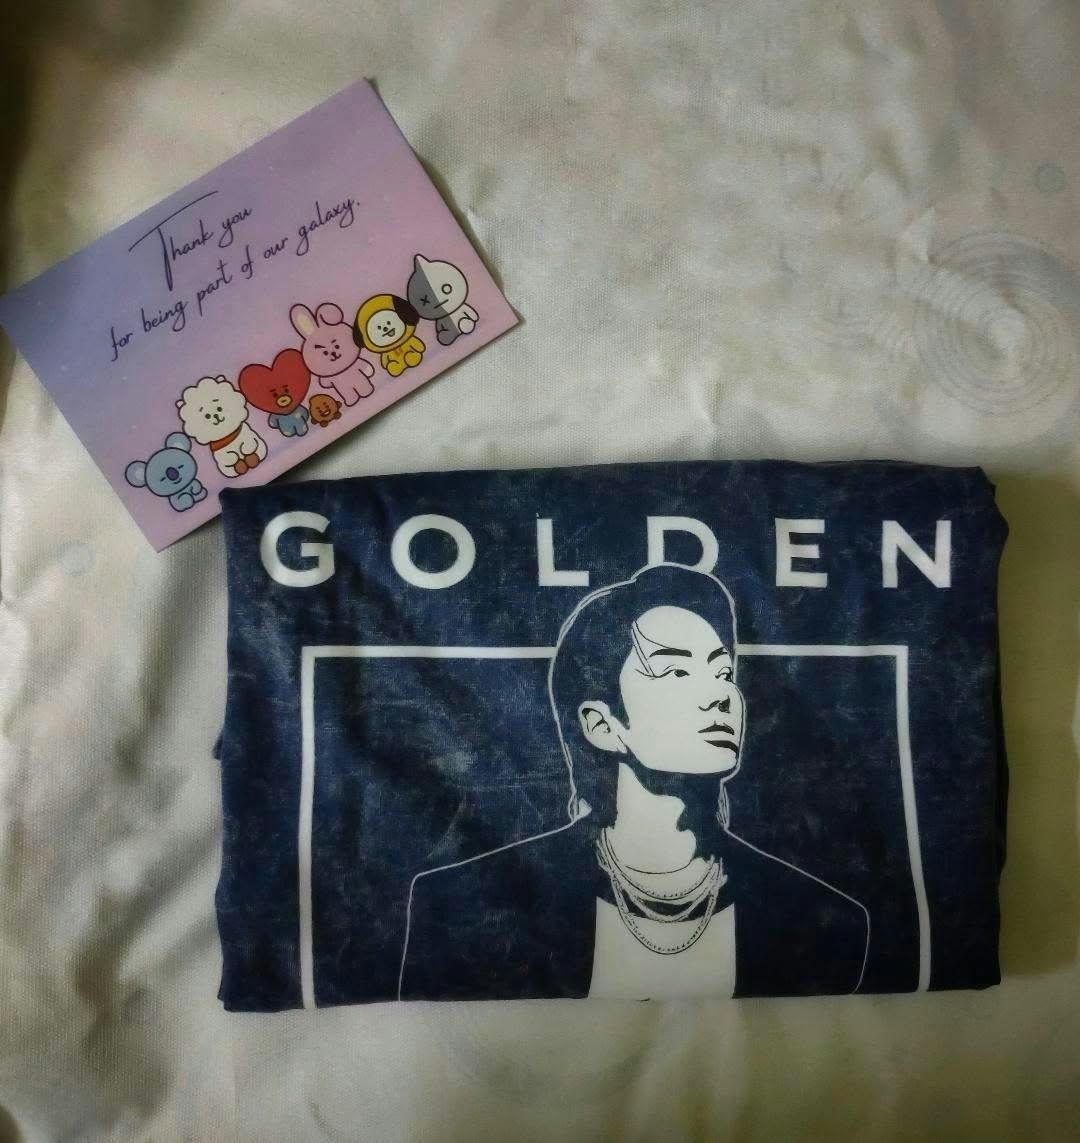 Thank you
for being part of our galaxy.
GOLDEN